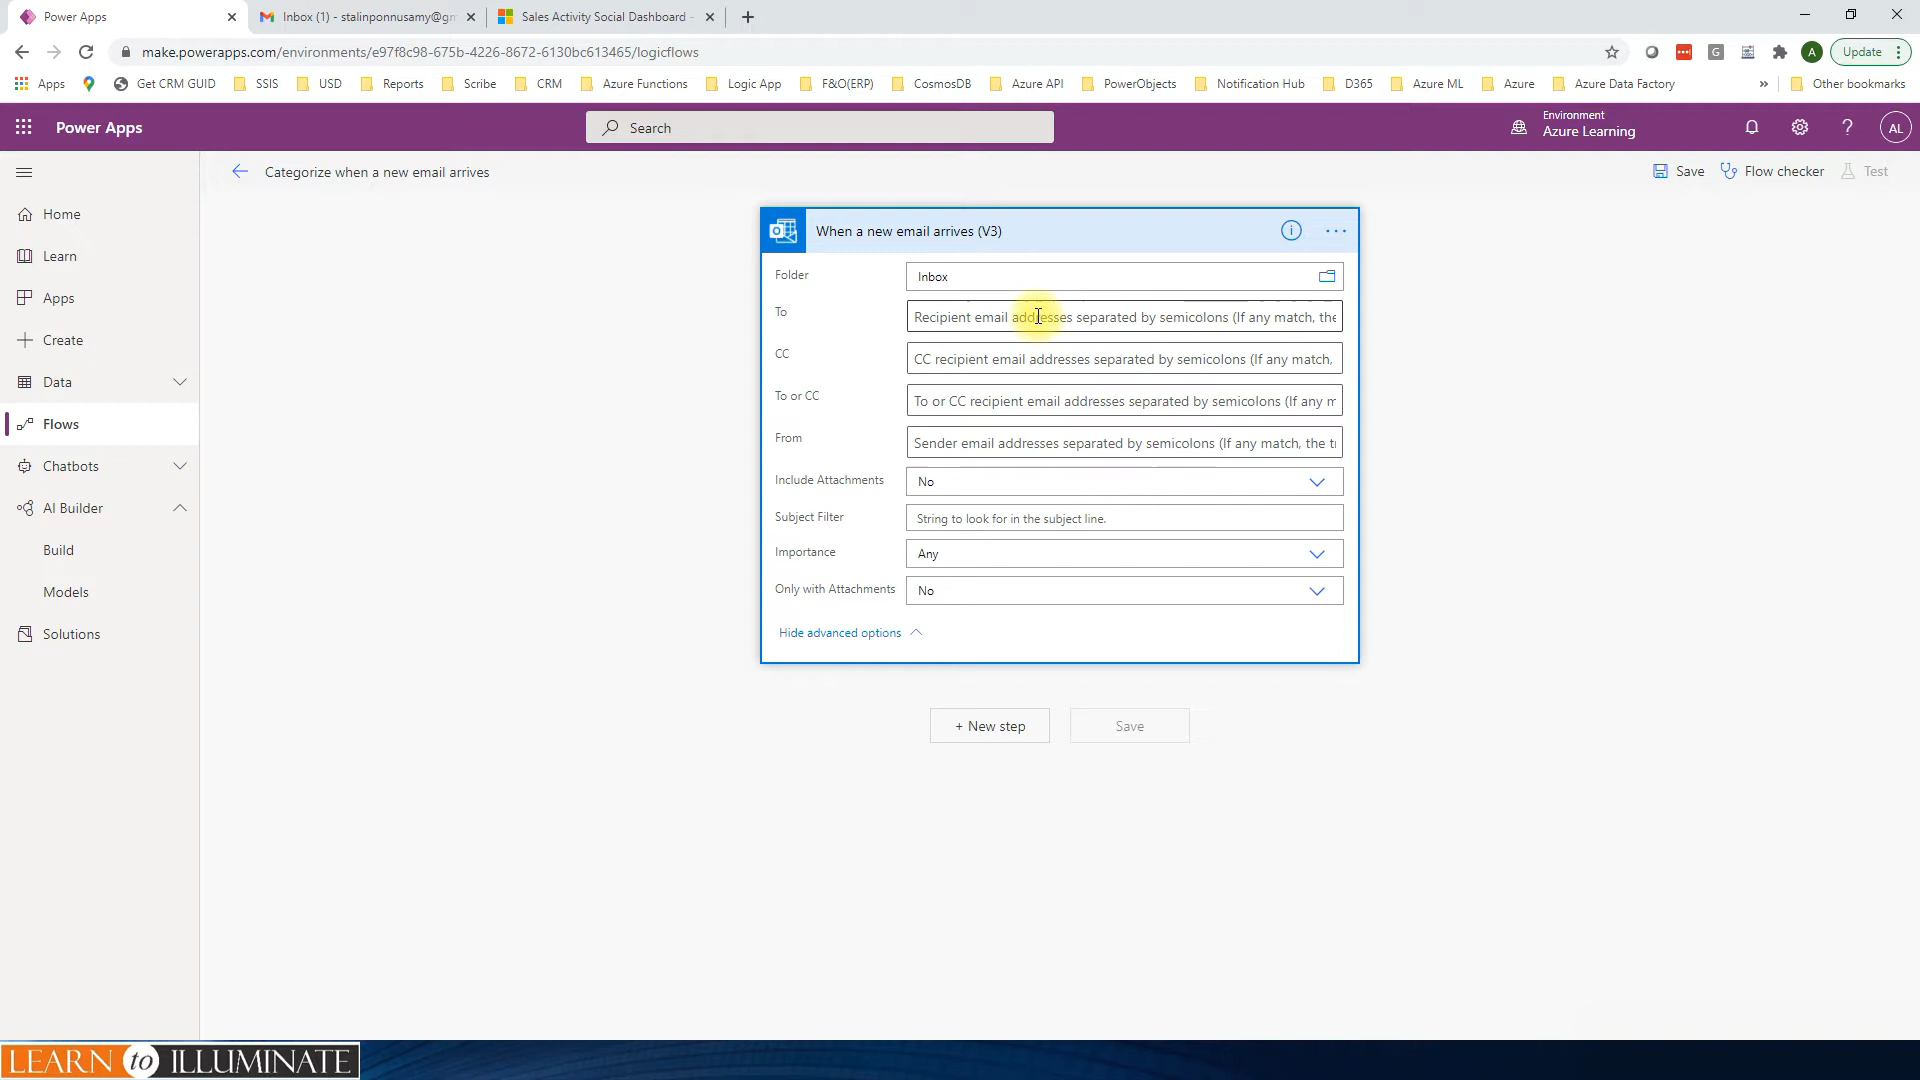 Power Apps
Inbox (1) - stalinponnusamy@gm
Sales Activity Social Dashboard -
make.powerapps.com/environments/e97f8c98-675b-4226-8672-6130bc613465/logicflows
Update
Apps
Get CRM GUID
SSIS
USD
Reports
Scribe
CRM
Azure Functions
Logic App
F&O(ERP)
CosmosDB
Azure API
PowerObjects
Notification Hub
D365
Azure ML
Azure
Azure Data Factory
»
Other bookmarks
Power Apps
Search
Environment
Azure Learning
AL
Categorize when a new email arrives
Save
Flow checker
Test
Home
Learn
Apps
Create
Data
Flows
Chatbots
AI Builder
Build
Models
Solutions
When a new email arrives (V3)
Folder
Inbox
To
Recipient email addresses separated by semicolons (If any match, the
CC
CC recipient email addresses separated by semicolons (If any match,
To or CC
To or CC recipient email addresses separated by semicolons (If any m
From
Sender email addresses separated by semicolons (If any match, the tr
Include Attachments
No
Subject Filter
String to look for in the subject line.
Importance
Any
Only with Attachments
No
Hide advanced options
+ New step
Save
LEARN to ILLUMINATE